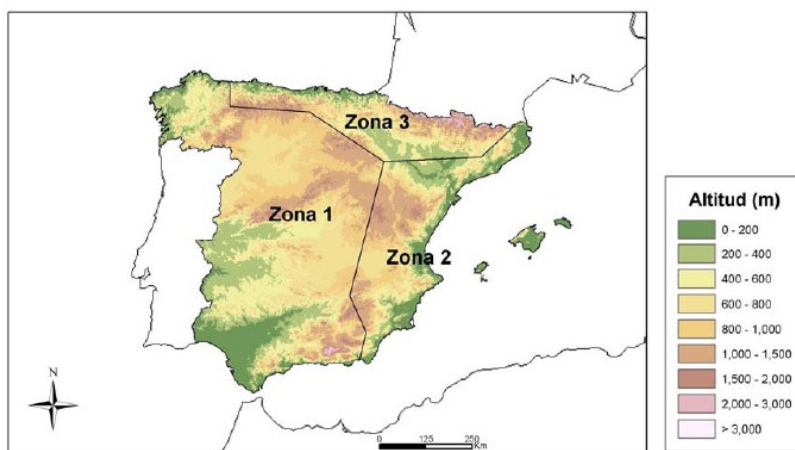 Zona 3
Zona 1
Zona 2
Altitud (m)
0 - 200
200 - 400
400 - 600
600 - 800
800 - 1,000
1,000 - 1,500
1,500 - 2,000
2,000 - 3,000
> 3,000
N
0 125 250
Km